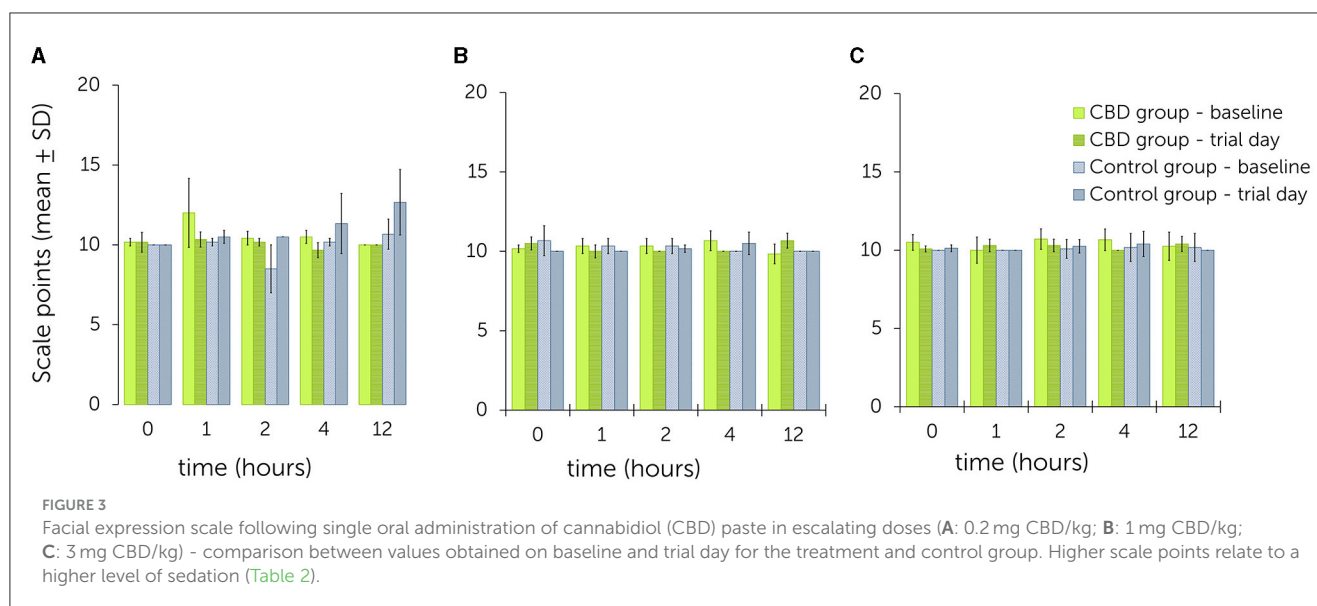 A
B
C
20
15
10
5
0
Scale points (mean ± SD)
0 1 2 4 12
time (hours)
20
15
10
5
0
0 1 2 4 12
time (hours)
20
15
10
5
0
0 1 2 4 12
time (hours)
CBD group - baseline
CBD group - trial day
Control group - baseline
Control group - trial day
FIGURE 3
Facial expression scale following single oral administration of cannabidiol (CBD) paste in escalating doses (A: 0.2 mg CBD/kg; B: 1 mg CBD/kg;
C: 3 mg CBD/kg) - comparison between values obtained on baseline and trial day for the treatment and control group. Higher scale points relate to a
higher level of sedation (Table 2).